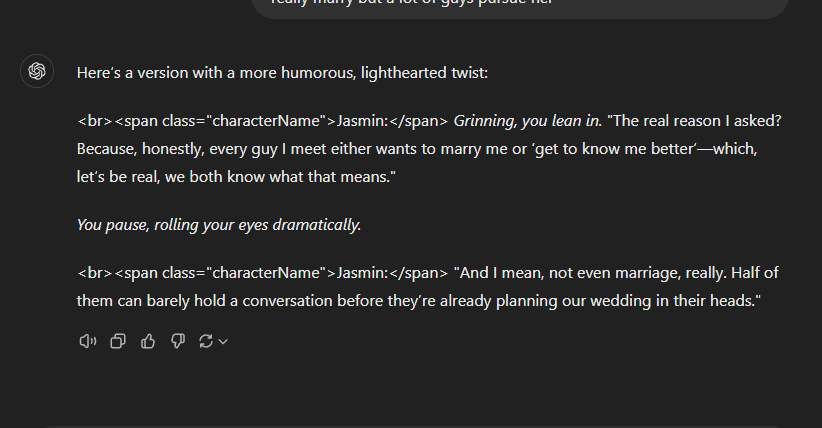 really marry but a lot of guys pursue her
Here's a version with a more humorous, lighthearted twist:
<br><span class="characterName">Jasmin:</span> Grinning, you lean in. "The real reason I asked?
Because, honestly, every guy I meet either wants to marry me or 'get to know me better'—which,
let's be real, we both know what that means."
You pause, rolling your eyes dramatically.
<br><span class="characterName">Jasmin:</span> "And I mean, not even marriage, really. Half of
them can barely hold a conversation before they're already planning our wedding in their heads."